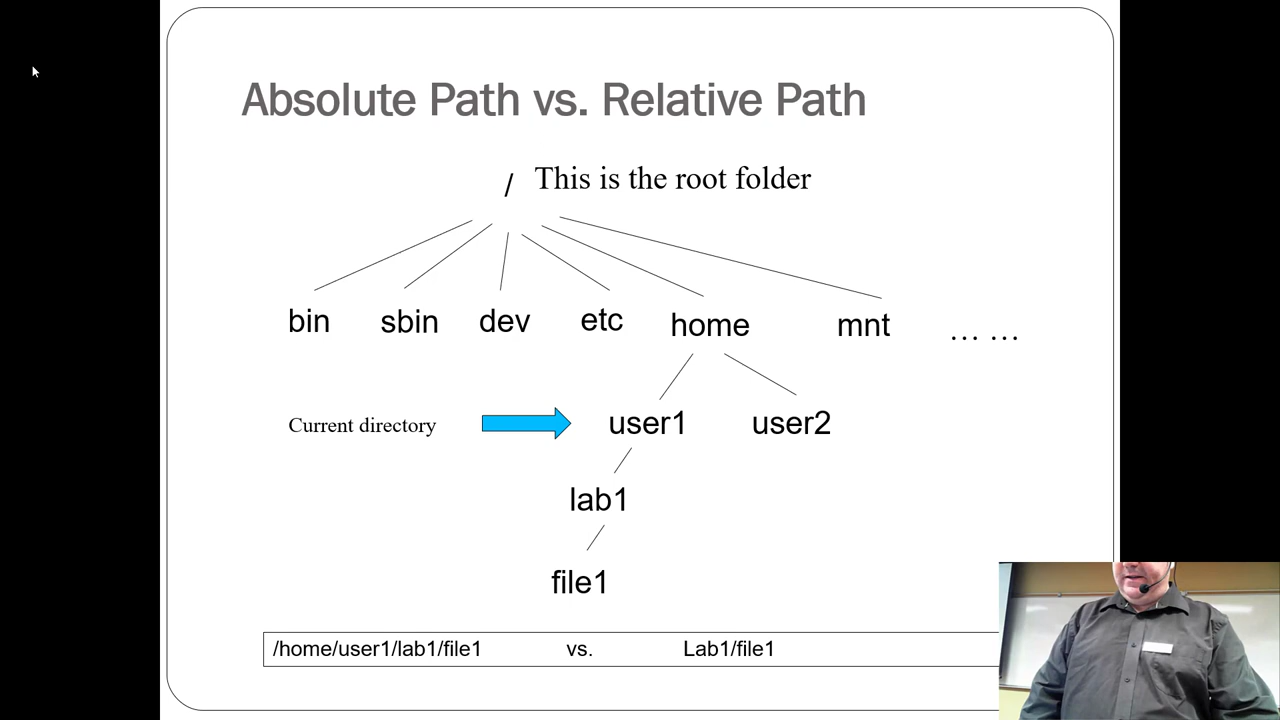 Absolute Path vs. Relative Path
/ This is the root folder
bin sbin dev etc home mnt … …
Current directory user1 user2
lab1
file1
/home/user1/lab1/file1 vs. Lab1/file1